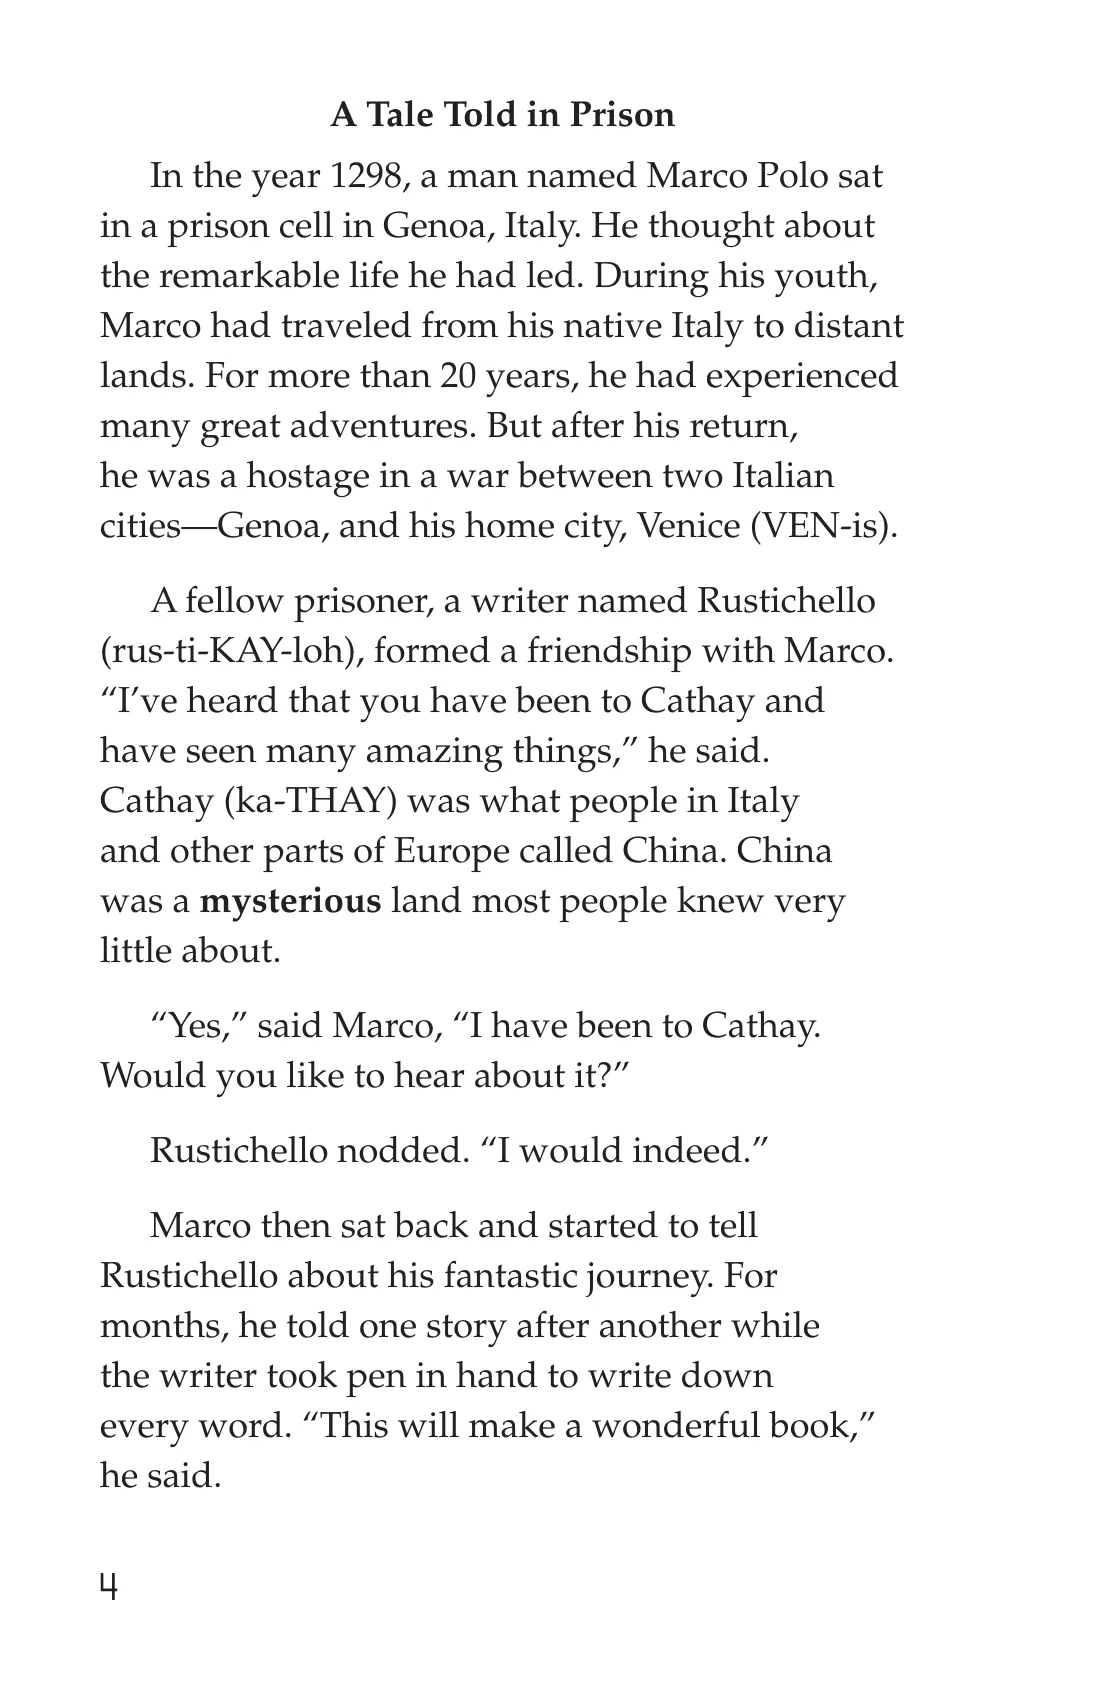 A Tale Told in Prison
In the year 1298, a man named Marco Polo sat
in a prison cell in Genoa, Italy. He thought about
the remarkable life he had led. During his youth,
Marco had traveled from his native Italy to distant
lands. For more than 20 years, he had experienced
many great adventures. But after his return,
he was a hostage in a war between two Italian
cities—Genoa, and his home city, Venice (VEN-is).
A fellow prisoner, a writer named Rustichello
(rus-ti-KAY-loh), formed a friendship with Marco.
“I’ve heard that you have been to Cathay and
have seen many amazing things,” he said.
Cathay (ka-THAY) was what people in Italy
and other parts of Europe called China. China
was a mysterious land most people knew very
little about.
“Yes,” said Marco, “I have been to Cathay.
Would you like to hear about it?”
Rustichello nodded. “I would indeed.”
Marco then sat back and started to tell
Rustichello about his fantastic journey. For
months, he told one story after another while
the writer took pen in hand to write down
every word. “This will make a wonderful book,”
he said.
4